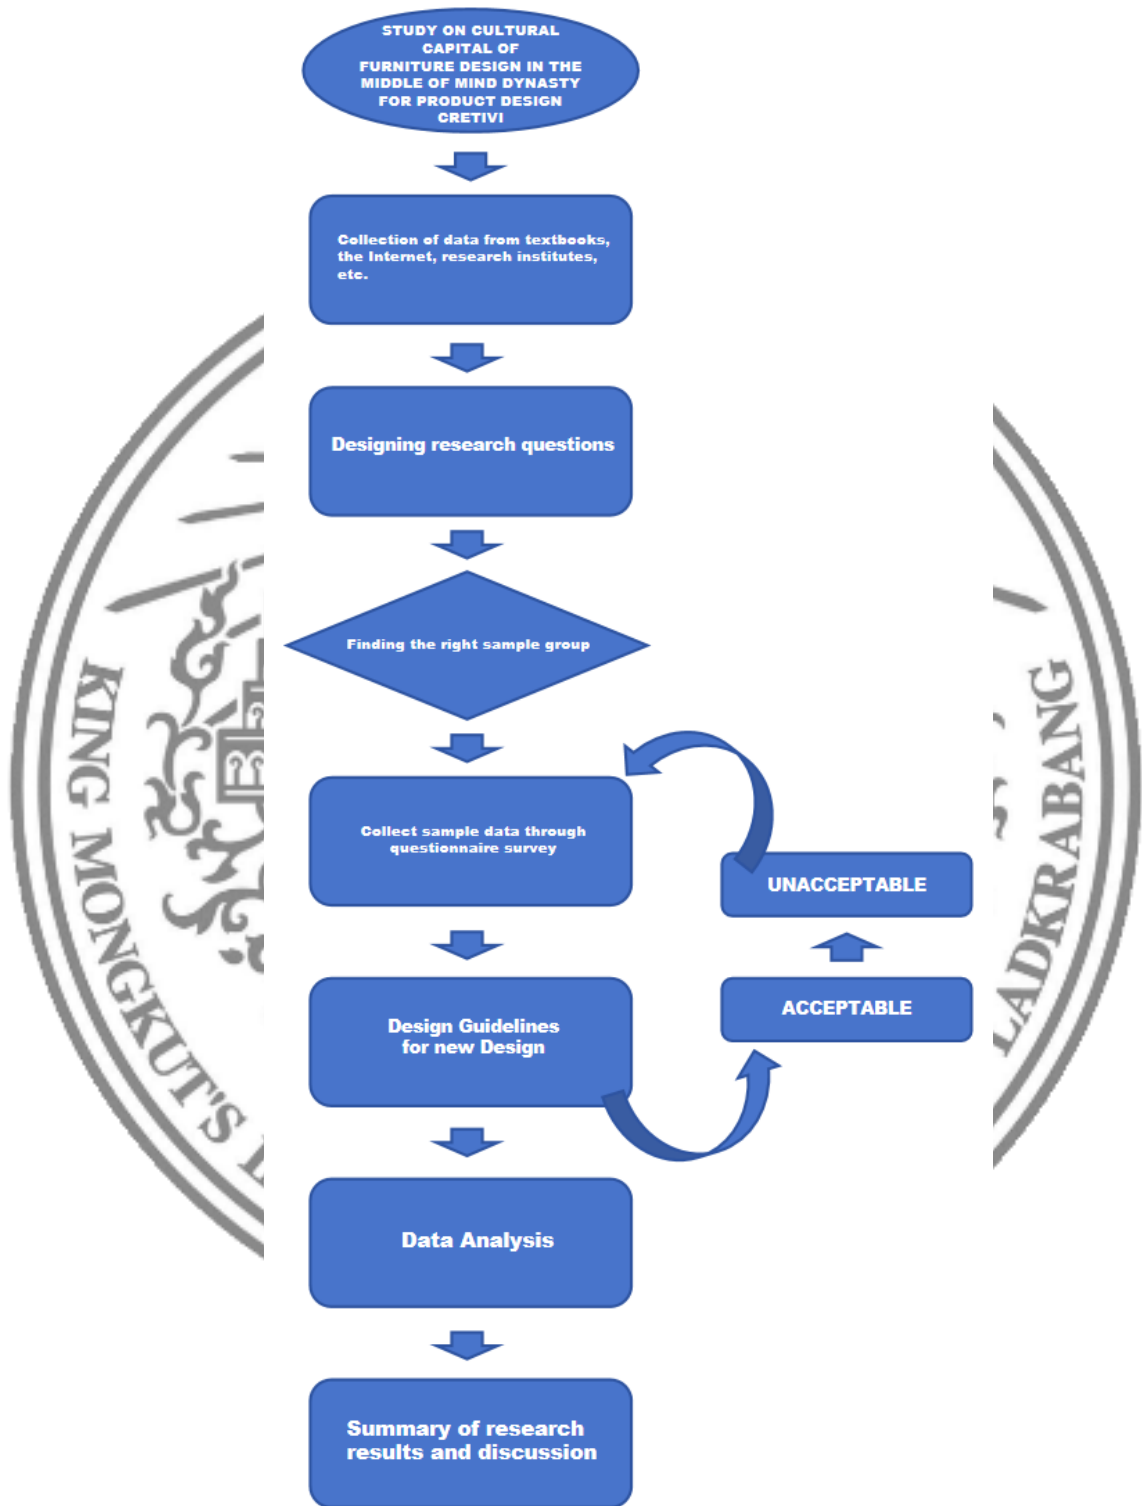 STUDY ON CULTURAL
CAPITAL OF
FURNITURE DESIGN IN THE
MIDDLE OF MIND DYNASTY
FOR PRODUCT DESIGN
CRETIVI
Collection of data from textbooks,
the Internet, research institutes,
etc.
Designing research questions
Finding the right sample group
Collect sample data through
questionnaire survey
UNACCEPTABLE
ACCEPTABLE
Design Guidelines
for new Design
Data Analysis
Summary of research
results and discussion
KING MONGKUT'S
LADKRABANG